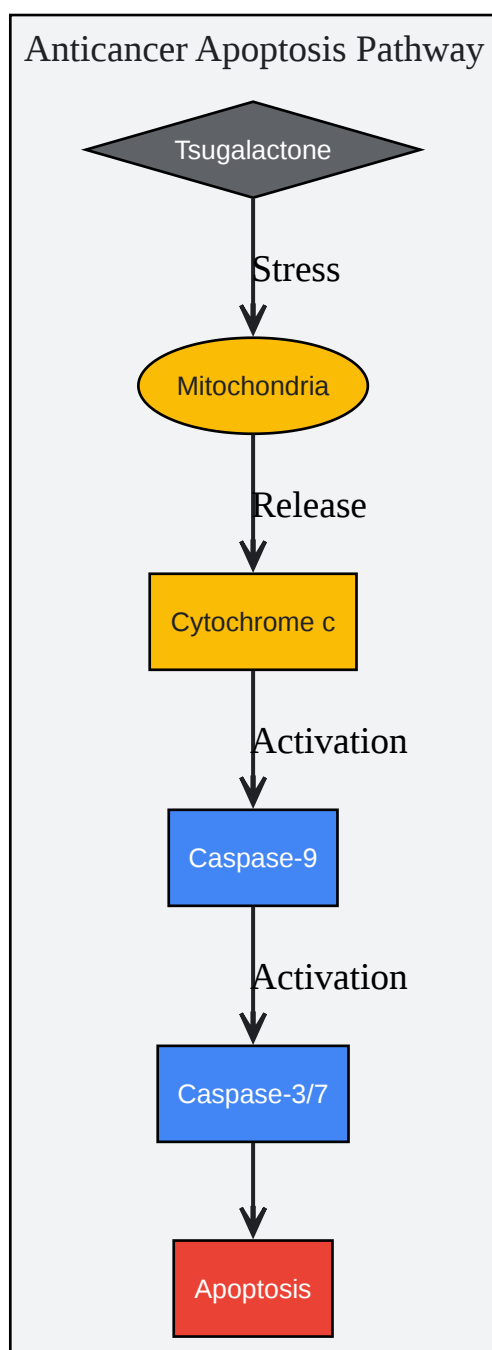 Anticancer Apoptosis Pathway
Tsugalactone
Stress
Mitochondria
Release
Cytochrome c
Activation
Caspase-9
Activation
Caspase-3/7
Apoptosis